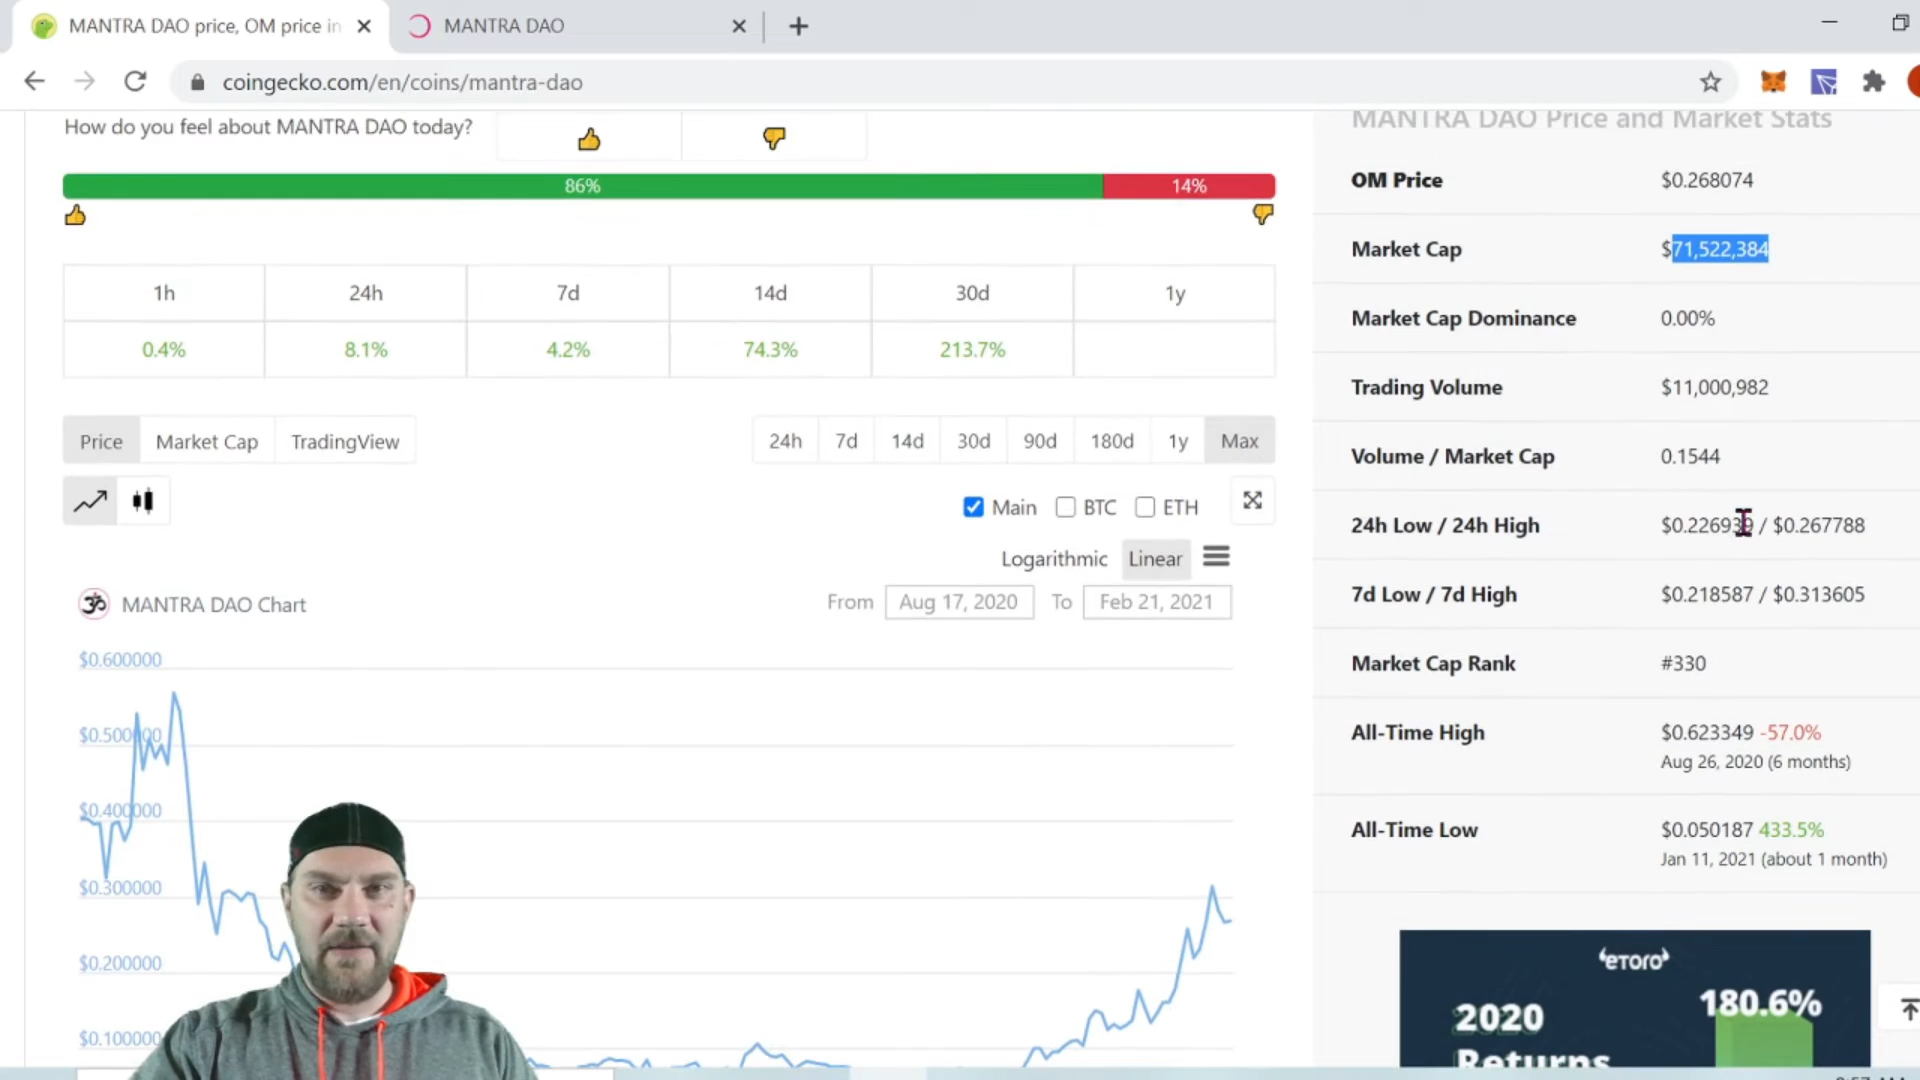 MANTRA DAO price, OM price in
MANTRA DAO
coingecko.com/en/coins/mantra-dao
How do you feel about MANTRA DAO today?
86%
14%
1h 24h 7d 14d 30d 1y
0.4% 8.1% 4.2% 74.3% 213.7%
Price Market Cap TradingView
24h 7d 14d 30d 90d 180d 1y Max
Main BTC ETH
Logarithmic Linear
MANTRA DAO Chart
From Aug 17, 2020 To Feb 21, 2021
$0.600000
$0.500000
$0.400000
$0.300000
$0.200000
$0.100000
MANTRA DAO Price and Market Stats
OM Price $0.268074
Market Cap $71,522,384
Market Cap Dominance 0.00%
Trading Volume $11,000,982
Volume / Market Cap 0.1544
24h Low / 24h High $0.226939 / $0.267788
7d Low / 7d High $0.218587 / $0.313605
Market Cap Rank #330
All-Time High $0.623349 -57.0%
Aug 26, 2020 (6 months)
All-Time Low $0.050187 433.5%
Jan 11, 2021 (about 1 month)
eToro
2020
Returns
180.6%